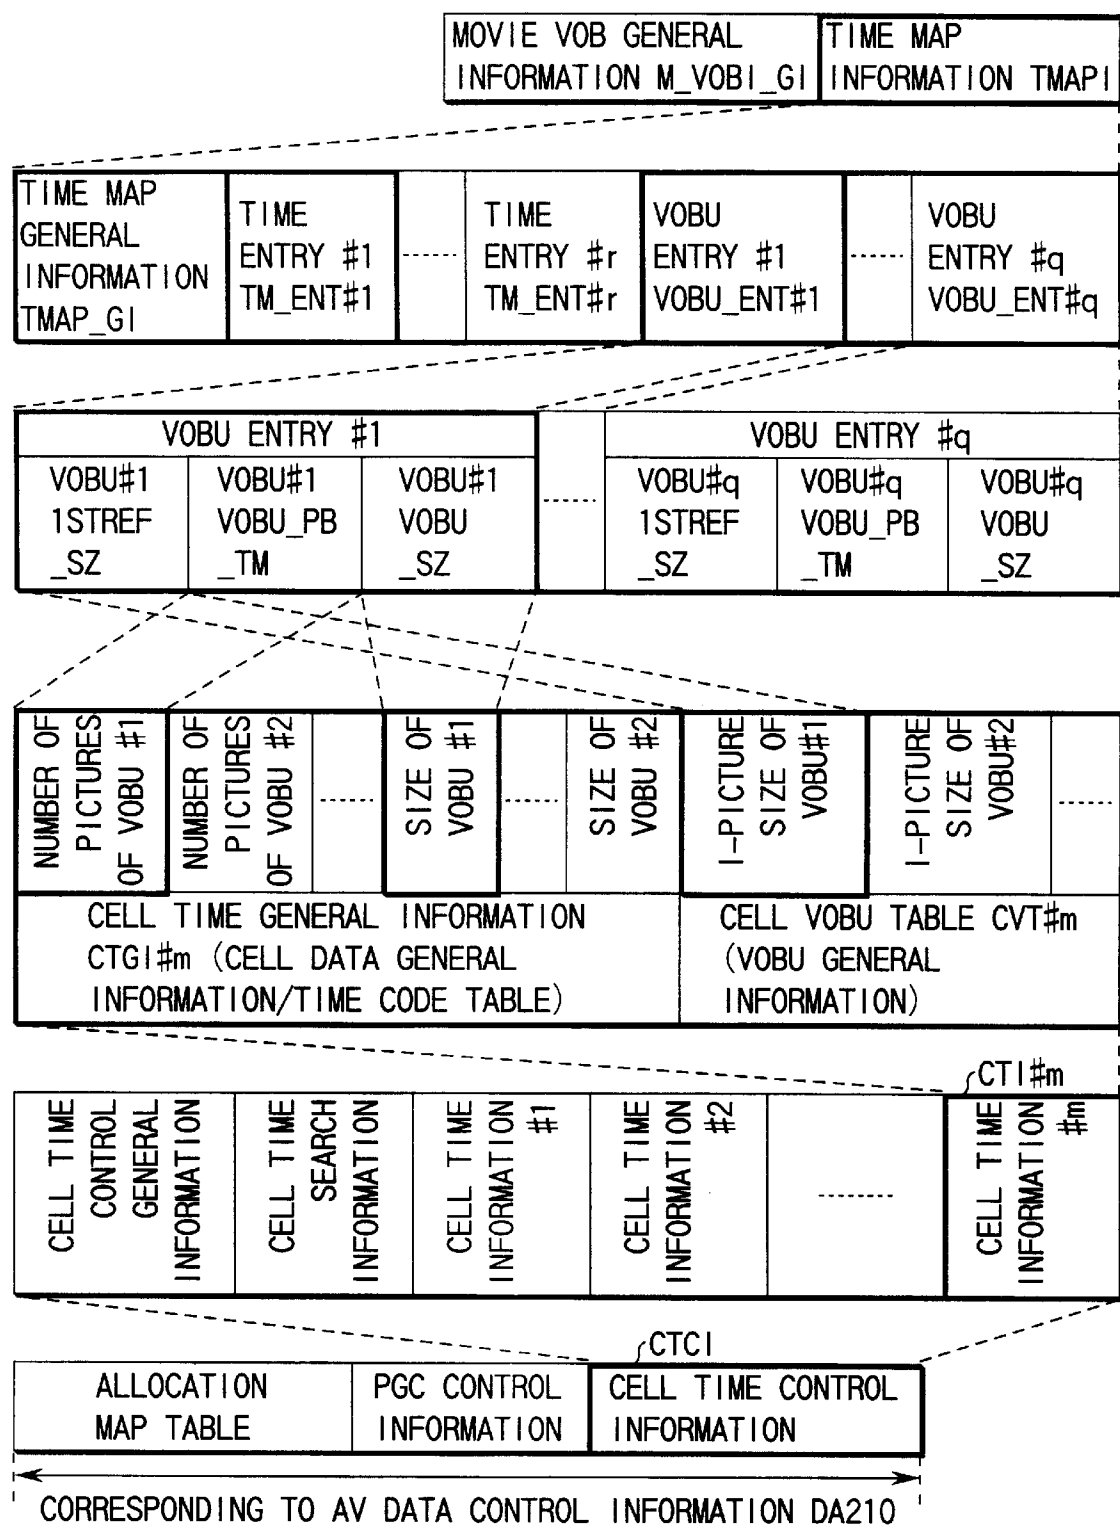 MOVIE VOB GENERAL
INFORMATION M_VOBI_GI
TIME MAP
INFORMATION TMAPI
TIME MAP
GENERAL
INFORMATION
TMAP_GI
TIME
ENTRY #1
TM_ENT#1
TIME
ENTRY #r
TM_ENT#r
VOBU
ENTRY #1
VOBU_ENT#1
VOBU
ENTRY #q
VOBU_ENT#q
VOBU ENTRY #1
VOBU#1
1STREF
_SZ
VOBU#1
VOBU_PB
_TM
VOBU#1
VOBU
_SZ
VOBU ENTRY #q
VOBU#q
1STREF
_SZ
VOBU#q
VOBU_PB
_TM
VOBU#q
VOBU
_SZ
NUMBER OF
PICTURES
OF VOBU #1
NUMBER OF
PICTURES
OF VOBU #2
SIZE OF
VOBU #1
SIZE OF
VOBU #2
I-PICTURE
SIZE OF
VOBU#1
I-PICTURE
SIZE OF
VOBU#2
CELL TIME GENERAL INFORMATION
CTGI#m (CELL DATA GENERAL
INFORMATION/TIME CODE TABLE)
CELL VOBU TABLE CVT#m
(VOBU GENERAL
INFORMATION)
CTI#m
CELL TIME
CONTROL
GENERAL
INFORMATION
CELL TIME
SEARCH
INFORMATION
CELL TIME
INFORMATION
#1
CELL TIME
INFORMATION
#2
CELL TIME
INFORMATION
#m
CTCI
ALLOCATION
MAP TABLE
PGC CONTROL
INFORMATION
CELL TIME CONTROL
INFORMATION
CORRESPONDING TO AV DATA CONTROL INFORMATION DA210